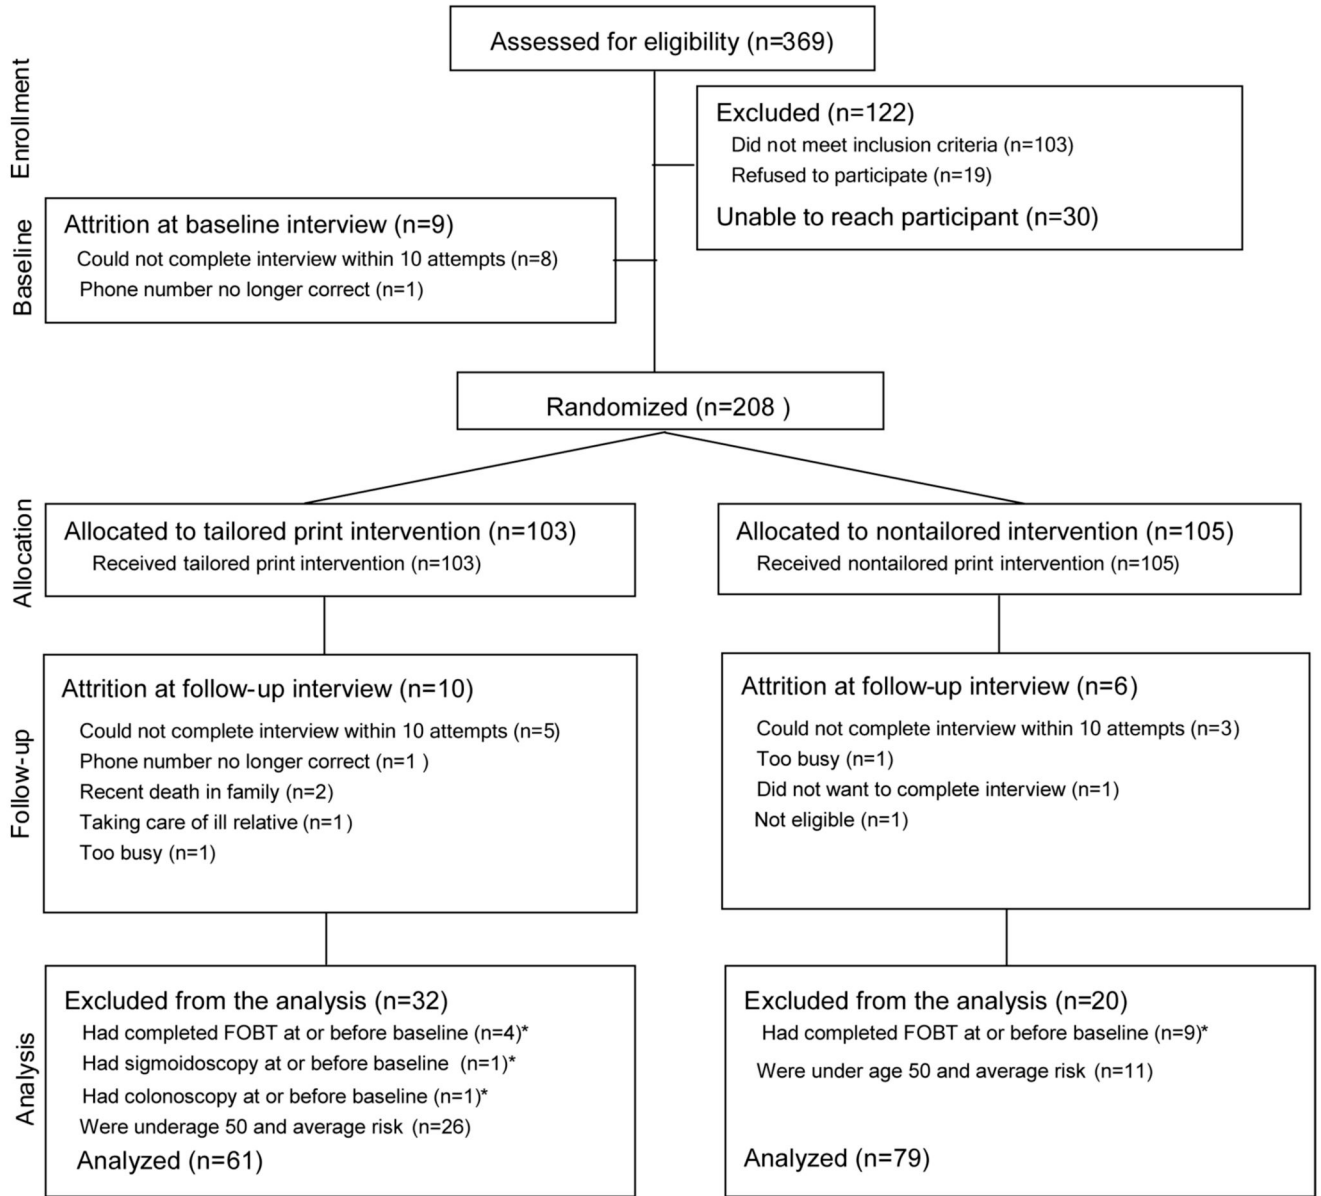 Assessed for eligibility (n=369)
Enrollment
Excluded (n=122)
Did not meet inclusion criteria (n=103)
Refused to participate (n=19)
Unable to reach participant (n=30)
Baseline
Attrition at baseline interview (n=9)
Could not complete interview within 10 attempts (n=8)
Phone number no longer correct (n=1)
Randomized (n=208 )
Allocation
Allocated to tailored print intervention (n=103)
Received tailored print intervention (n=103)
Allocated to nontailored intervention (n=105)
Received nontailored print intervention (n=105)
Follow-up
Attrition at follow-up interview (n=10)
Could not complete interview within 10 attempts (n=5)
Phone number no longer correct (n=1 )
Recent death in family (n=2)
Taking care of ill relative (n=1)
Too busy (n=1)
Attrition at follow-up interview (n=6)
Could not complete interview within 10 attempts (n=3)
Too busy (n=1)
Did not want to complete interview (n=1)
Not eligible (n=1)
Analysis
Excluded from the analysis (n=32)
Had completed FOBT at or before baseline (n=4)*
Had sigmoidoscopy at or before baseline (n=1)*
Had colonoscopy at or before baseline (n=1)*
Were underage 50 and average risk (n=26)
Analyzed (n=61)
Excluded from the analysis (n=20)
Had completed FOBT at or before baseline (n=9)*
Were under age 50 and average risk (n=11)
Analyzed (n=79)